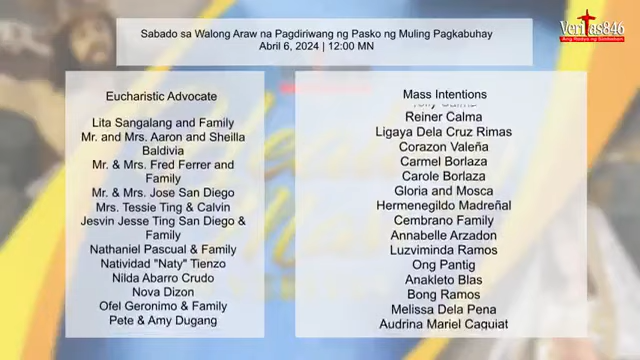 Sabado sa Walong Araw na Pagdiriwang ng Pasko ng Muling Pagkabuhay
Abril 6, 2024 | 12:00 MN
Veritas846
Ang Radyo ng Simbahan
Eucharistic Advocate
Lita Sangalang and Family
Mr. and Mrs. Aaron and Sheilla
Baldivia
Mr. & Mrs. Fred Ferrer and
Family
Mr. & Mrs. Jose San Diego
Mrs. Tessie Ting & Calvin
Jesvin Jesse Ting San Diego &
Family
Nathaniel Pascual & Family
Natividad "Naty" Tienzo
Nilda Abarro Crudo
Nova Dizon
Ofel Geronimo & Family
Pete & Amy Dugang
Mass Intentions
Reiner Calma
Ligaya Dela Cruz Rimas
Corazon Valeña
Carmel Borlaza
Carole Borlaza
Gloria and Mosca
Hermenegildo Madreñal
Cembrano Family
Annabelle Arzadon
Luzviminda Ramos
Ong Pantig
Anakleto Blas
Bong Ramos
Melissa Dela Pena
Audrina Mariel Caguiat